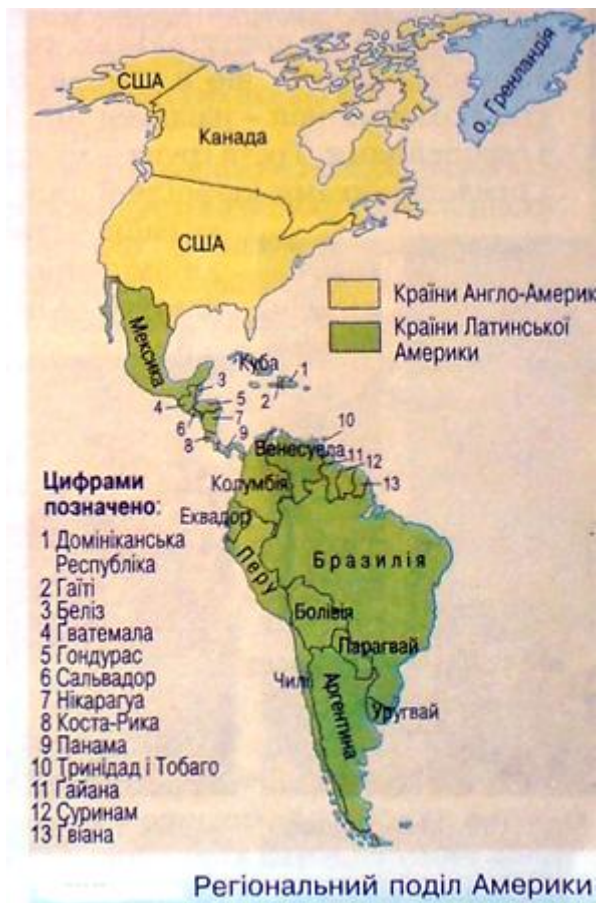 США
о. Гренландія
Канада
США
Країни Англо-Америк
Країни Латинської
Америки
Мексика
Куба
1
2
3
4
5
6
7
8
9
10
Венесуела
11
12
13
Колумбія
Еквадор
Перу
Бразилія
Болівія
Парагвай
Чилі
Аргентина
Уругвай
Цифрами
позначено:
1 Домініканська
Республіка
2 Гаїті
3 Беліз
4 Гватемала
5 Гондурас
6 Сальвадор
7 Нікарагуа
8 Коста-Рика
9 Панама
10 Тринідад і Тобаго
11 Гайана
12 Суринам
13 Гвіана
Регіональний поділ Америки